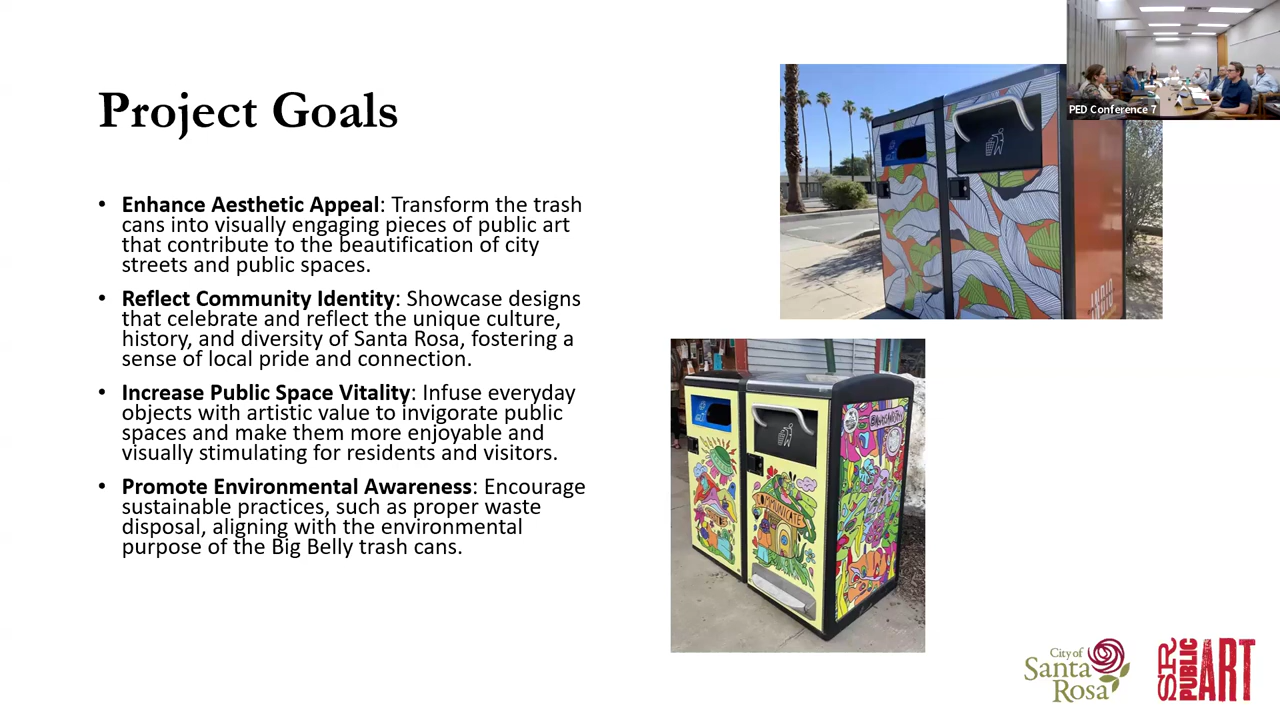 PED Conference 7
Project Goals
• Enhance Aesthetic Appeal: Transform the trash
cans into visually engaging pieces of public art
that contribute to the beautification of city
streets and public spaces.
• Reflect Community Identity: Showcase designs
that celebrate and reflect the unique culture,
history, and diversity of Santa Rosa, fostering a
sense of local pride and connection.
• Increase Public Space Vitality: Infuse everyday
objects with artistic value to invigorate public
spaces and make them more enjoyable and
visually stimulating for residents and visitors.
• Promote Environmental Awareness: Encourage
sustainable practices, such as proper waste
disposal, aligning with the environmental
purpose of the Big Belly trash cans.
COMMUNICATE
City of
Santa
Rosa
SR
PUBLIC
ART